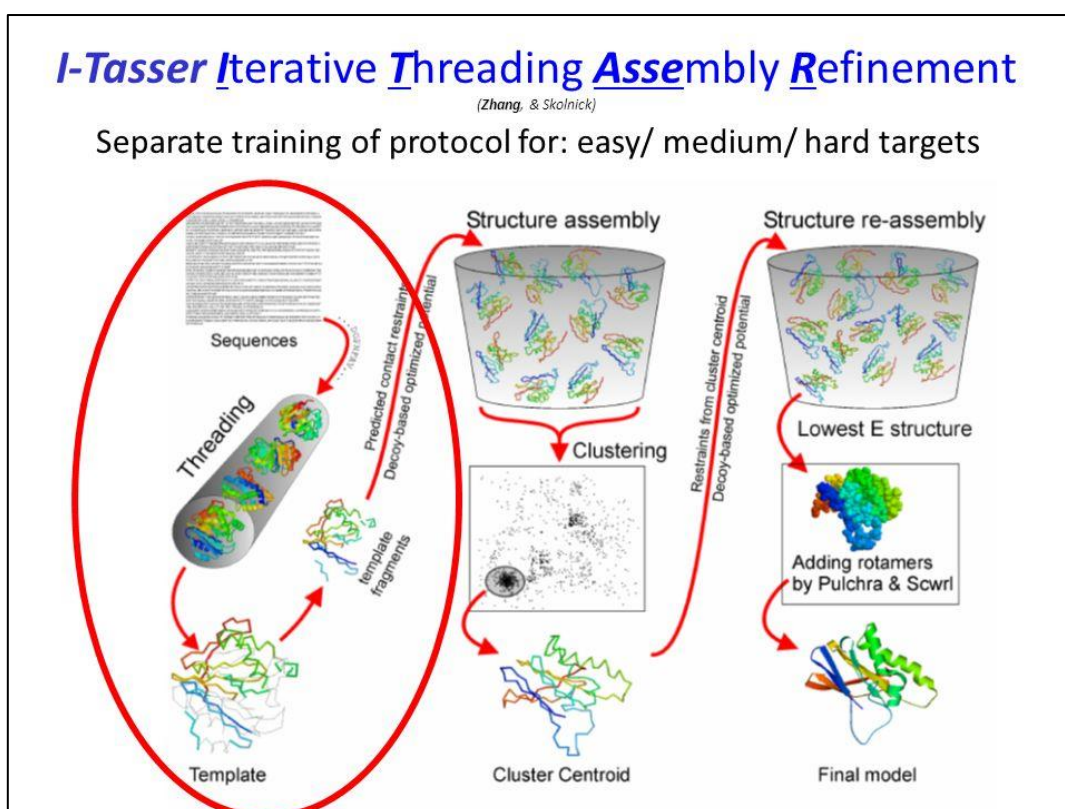 I-Tasser Iterative Threading Assembly Refinement
(Zhang, & Skolnick)
Separate training of protocol for: easy/ medium/ hard targets
Sequences
Threading
Template
template
fragments
Predicted contact restraints
Decoy-based optimized potential
Structure assembly
Clustering
Cluster Centroid
Restraints from cluster centroid
Decoy-based optimized potential
Structure re-assembly
Lowest E structure
Adding rotamers
by Pulchra & Scwrl
Final model